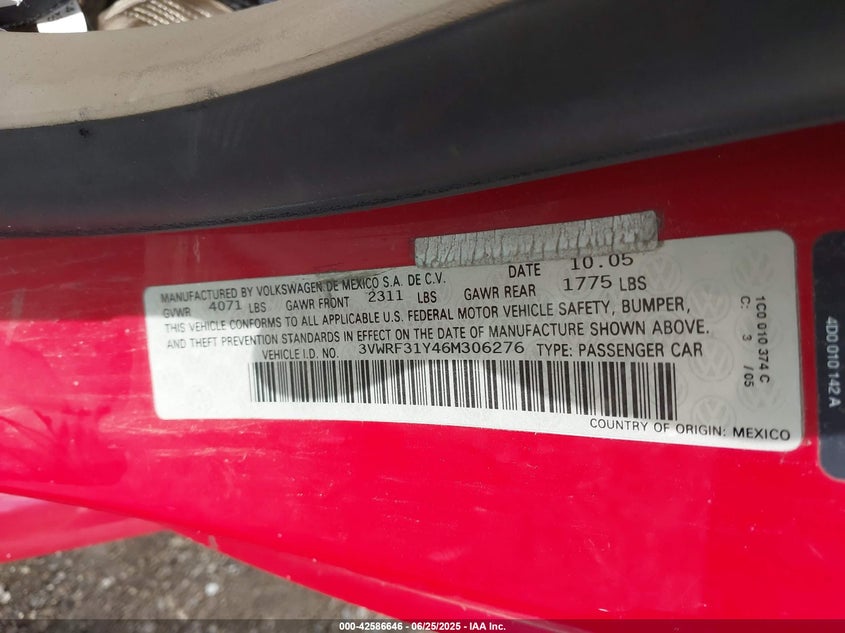 MANUFACTURED BY VOLKSWAGEN DE MEXICO S.A. DE C.V. DATE 10.05
GVWR 4071 LBS GAWR FRONT 2311 LBS GAWR REAR 1775 LBS
THIS VEHICLE CONFORMS TO ALL APPLICABLE U.S. FEDERAL MOTOR VEHICLE SAFETY, BUMPER,
AND THEFT PREVENTION STANDARDS IN EFFECT ON THE DATE OF MANUFACTURE SHOWN ABOVE.
VEHICLE I.D. NO. 3VWRF31Y46M306276 TYPE: PASSENGER CAR
COUNTRY OF ORIGIN: MEXICO
1C0 010 374 C
C: 3 /05
4D0 010 142 A
000-42586646 - 06/25/2025 - IAA Inc.